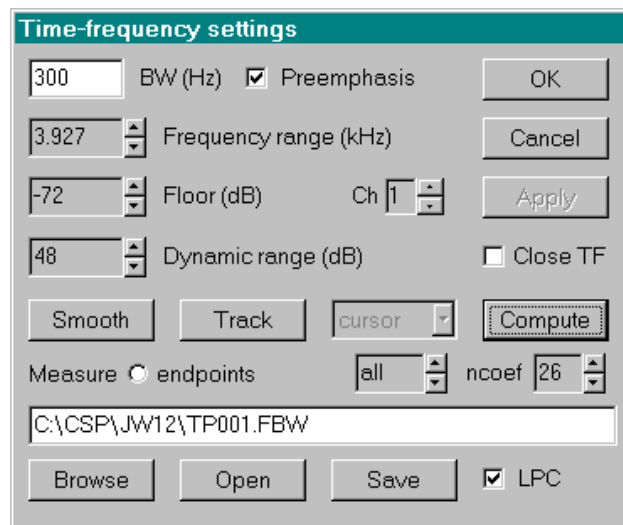 Time-frequency settings
300 BW (Hz) Preemphasis OK
3.927 Frequency range (kHz) Cancel
-72 Floor (dB) Ch 1 Apply
48 Dynamic range (dB) Close TF
Smooth Track cursor Compute
Measure endpoints all ncoef 26
C:\CSP\JW12\TP001.FBW
Browse Open Save LPC